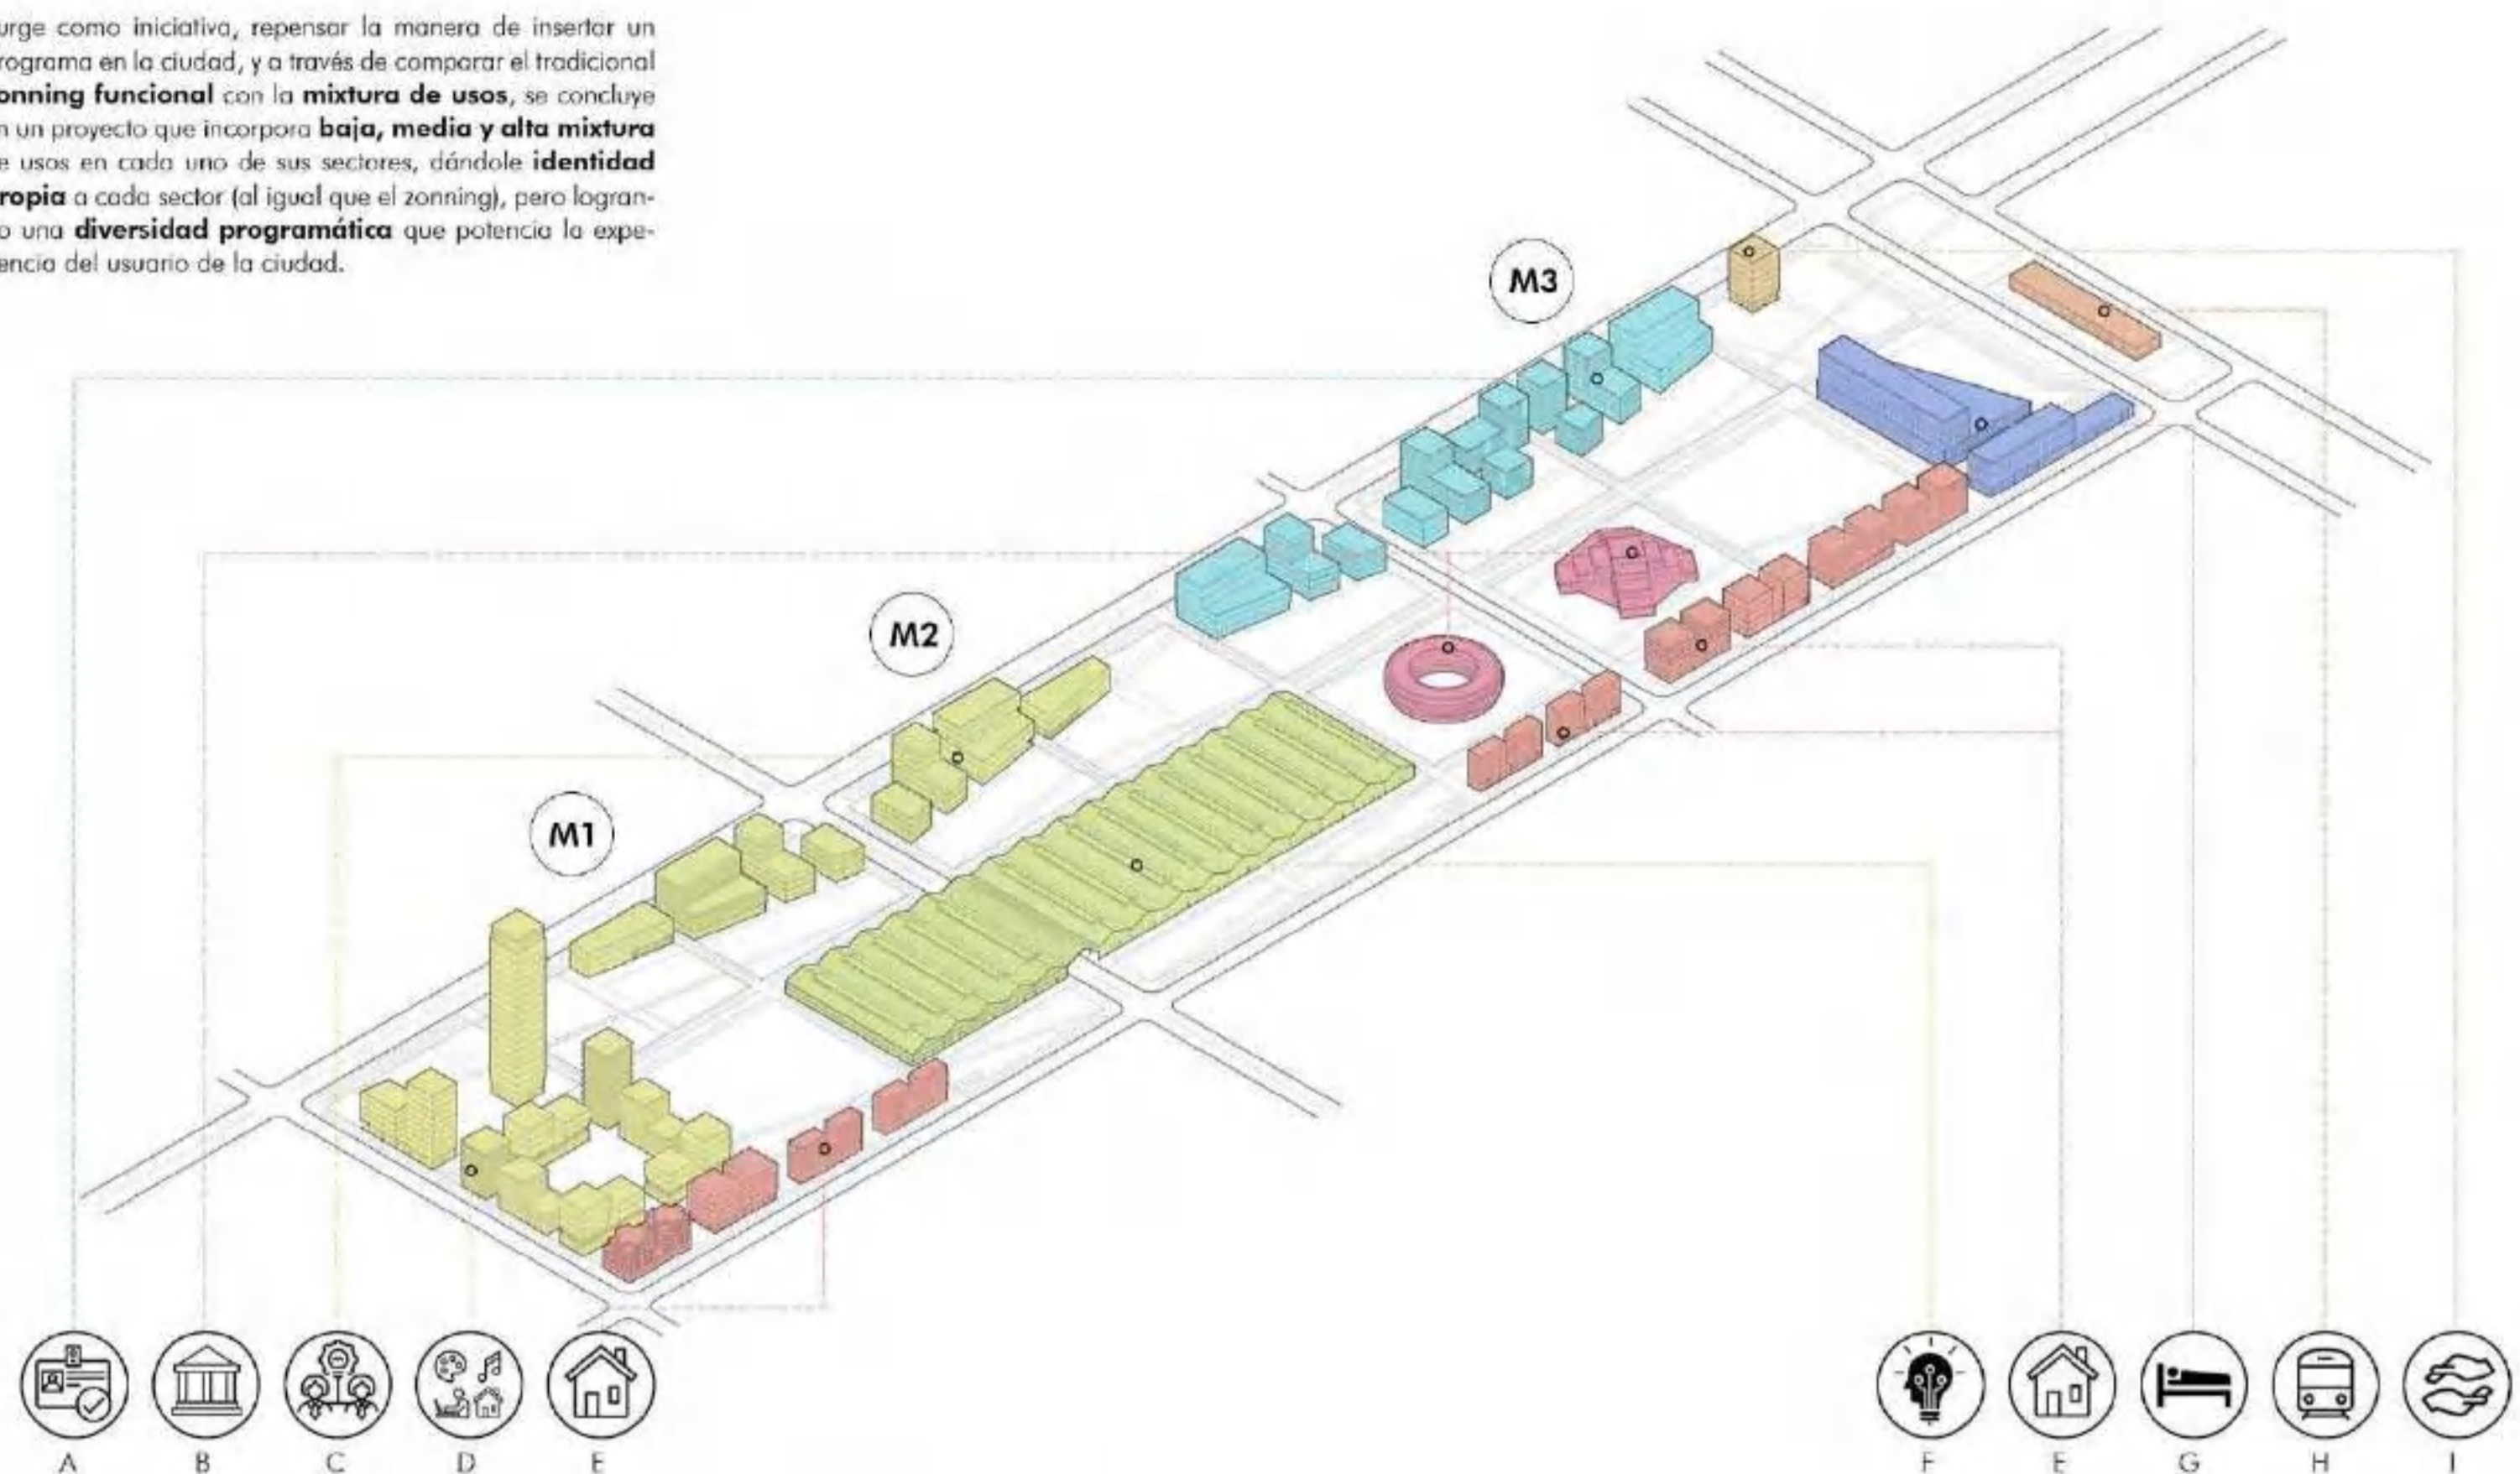 urge como iniciativa, repensar la manera de insertar un
rograma en la ciudad, y a través de comparar el tradicional
onning funcional con la mixtura de usos, se concluye
n un proyecto que incorpora baja, media y alta mixtura
e usos en cada uno de sus sectores, dándole identidad
ropia a cada sector (al igual que el zonning), pero logran-
o una diversidad programática que potencia la expe-
encia del usuario de la ciudad.
M3
M2
M1
A B C D E F E G H I